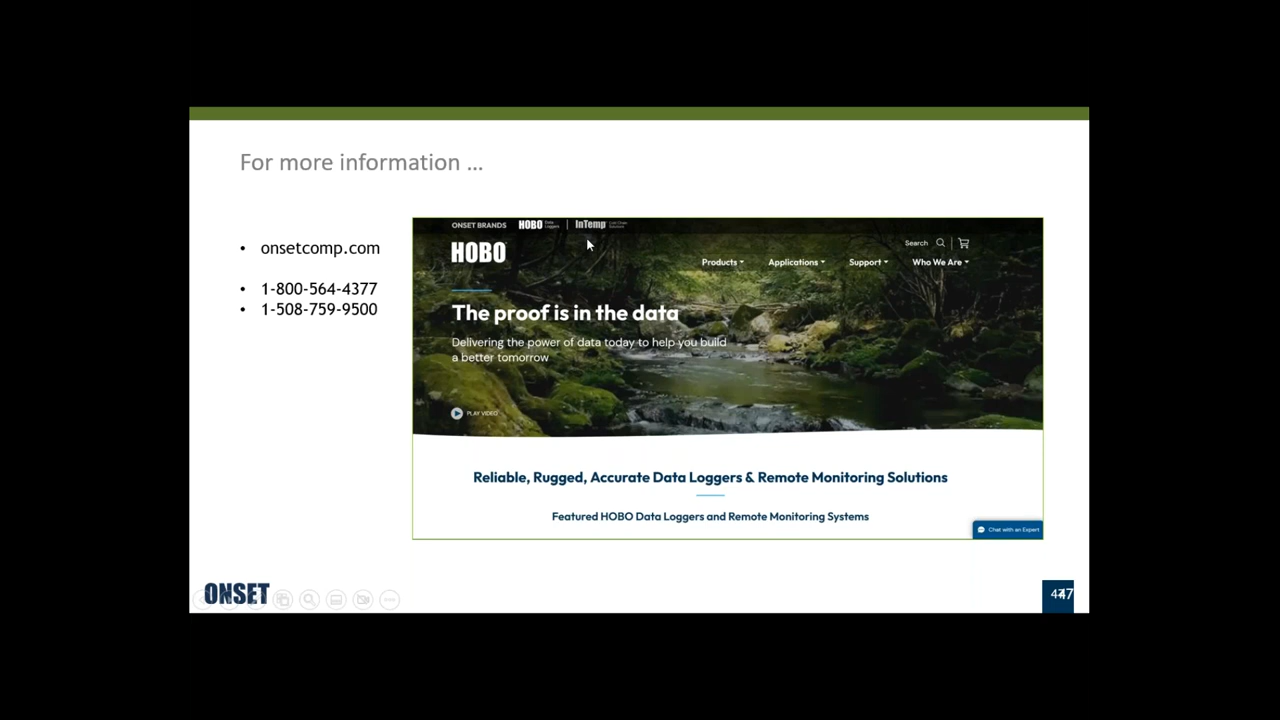 For more information ...
• onsetcomp.com
• 1-800-564-4377
• 1-508-759-9500
ONSET BRANDS HOBO Data Loggers | InTemp
HOBO
Search
Products Applications Support Who We Are
The proof is in the data
Delivering the power of data today to help you build
a better tomorrow
PLAY VIDEO
Reliable, Rugged, Accurate Data Loggers & Remote Monitoring Solutions
Featured HOBO Data Loggers and Remote Monitoring Systems
Chat with an Expert
ONSET
47